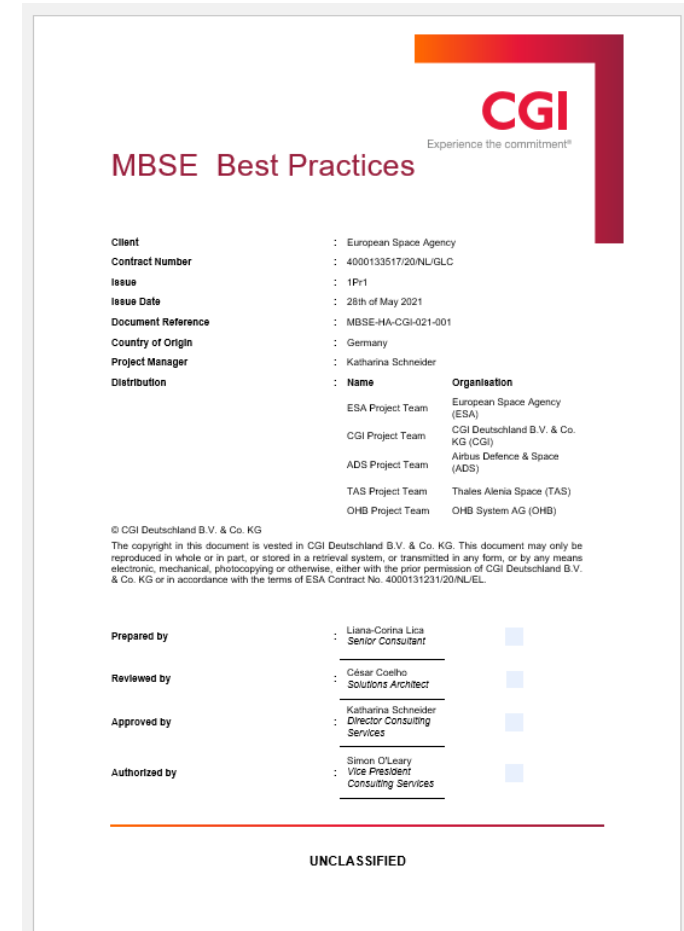 CGI
Experience the commitment®
MBSE Best Practices
Client : European Space Agency
Contract Number : 4000133517/20/NL/GLC
Issue : 1Pr1
Issue Date : 28th of May 2021
Document Reference : MBSE-HA-CGI-021-001
Country of Origin : Germany
Project Manager : Katharina Schneider
Distribution : Name Organisation
ESA Project Team European Space Agency
(ESA)
CGI Project Team CGI Deutschland B.V. & Co.
KG (CGI)
ADS Project Team Airbus Defence & Space
(ADS)
TAS Project Team Thales Alenia Space (TAS)
OHB Project Team OHB System AG (OHB)
© CGI Deutschland B.V. & Co. KG
The copyright in this document is vested in CGI Deutschland B.V. & Co. KG. This document may only be
reproduced in whole or in part, or stored in a retrieval system, or transmitted in any form, or by any means
electronic, mechanical, photocopying or otherwise, either with the prior permission of CGI Deutschland B.V.
& Co. KG or in accordance with the terms of ESA Contract No. 4000131231/20/NL/EL.
Prepared by : Liana-Corina Lica
Senior Consultant
Reviewed by : César Coelho
Solutions Architect
Approved by : Katharina Schneider
Director Consulting
Services
Authorized by : Simon O'Leary
Vice President
Consulting Services
UNCLASSIFIED